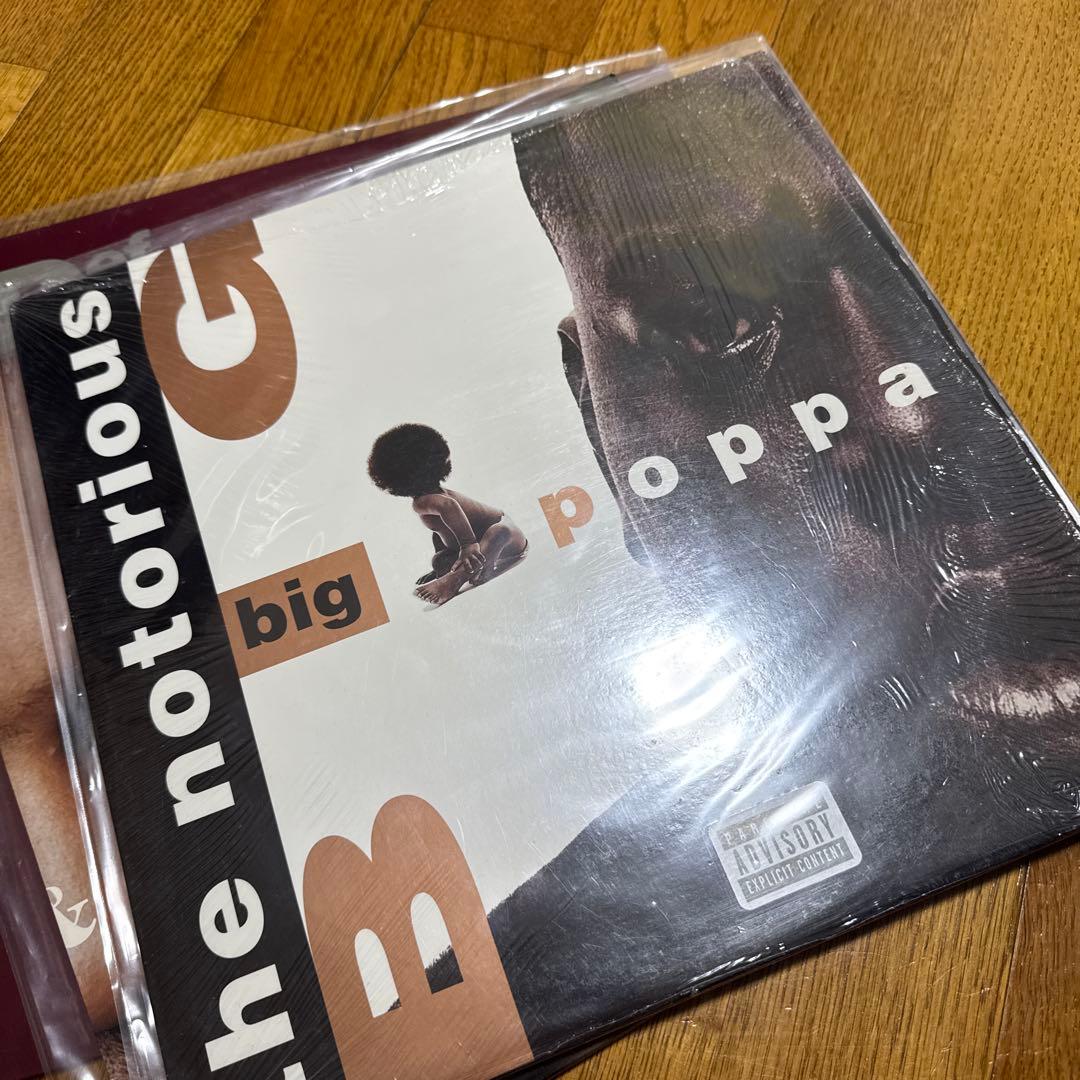 the notorious
B G
big
poppa
ADVISORY
EXPLICIT CONTENT